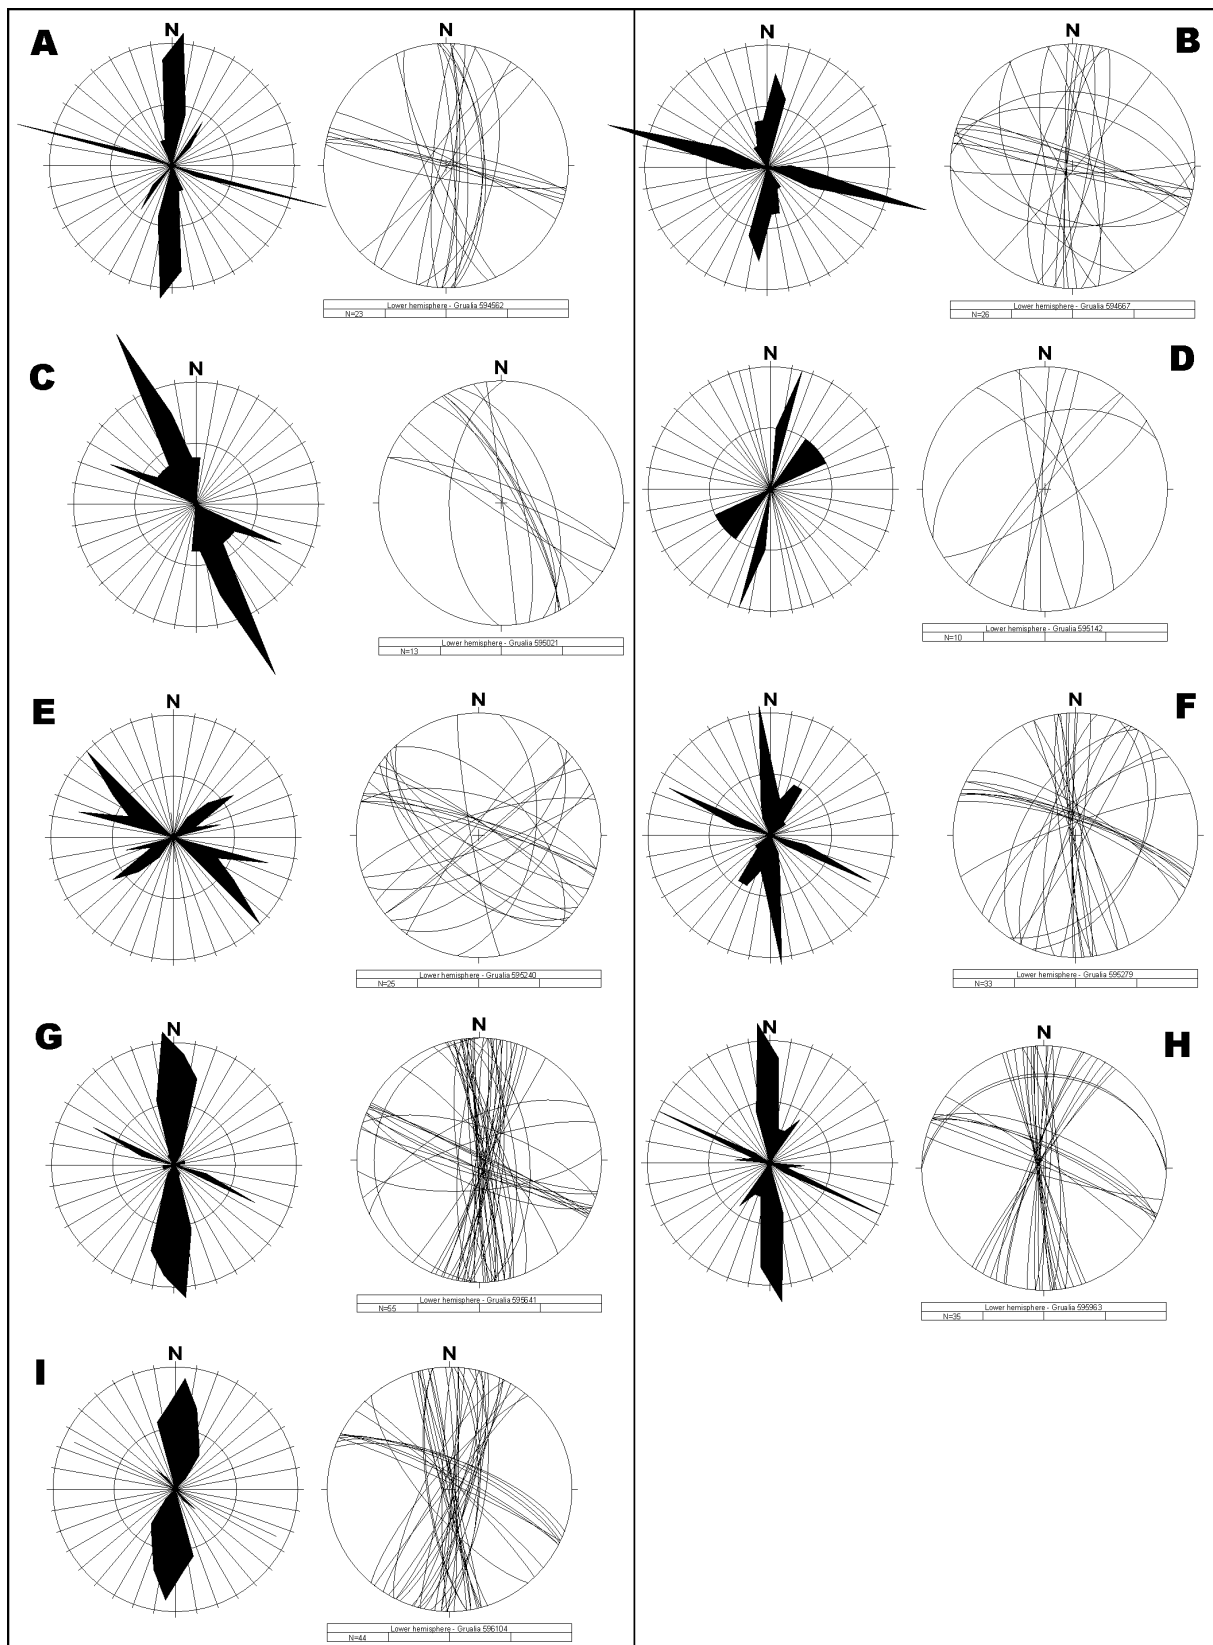 A
N
N
Lower hemisphere - Grualia 594562
N=23
B
N
N
Lower hemisphere - Grualia 594667
N=26
C
N
N
Lower hemisphere - Grualia 595021
N=13
D
N
N
Lower hemisphere - Grualia 595142
N=10
E
N
N
Lower hemisphere - Grualia 595240
N=25
F
N
N
Lower hemisphere - Grualia 595279
N=33
G
N
N
Lower hemisphere - Grualia 595641
N=55
H
N
N
Lower hemisphere - Grualia 595963
N=35
I
N
N
Lower hemisphere - Grualia 596104
N=44